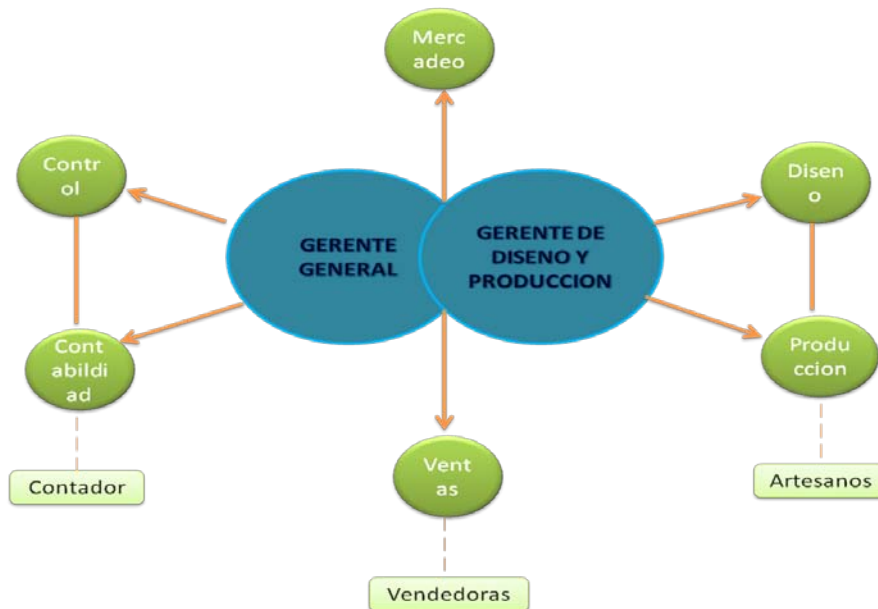 Merc
adeo
Contr
ol
Disen
o
GERENTE
GENERAL
GERENTE DE
DISENO Y
PRODUCCION
Cont
abildi
ad
Produ
ccion
Vent
as
Contador
Artesanos
Vendedoras